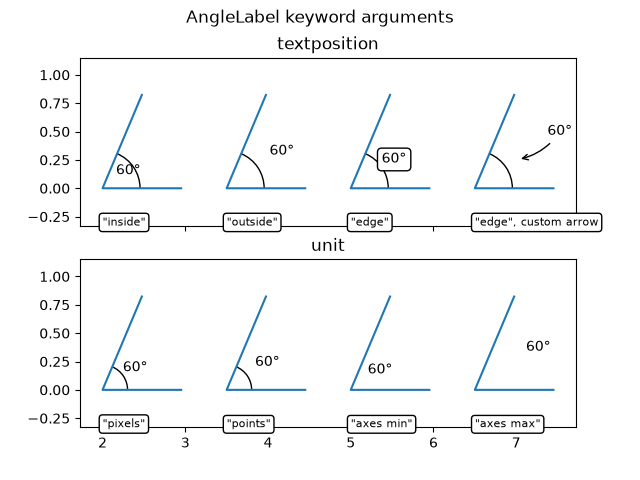 AngleLabel keyword arguments
textposition
1.00
0.75
0.50
0.25
0.00
−0.25
60°
60°
60°
60°
"inside"
"outside"
"edge"
"edge", custom arrow
unit
1.00
0.75
0.50
0.25
0.00
−0.25
60°
60°
60°
60°
"pixels"
"points"
"axes min"
"axes max"
2 3 4 5 6 7